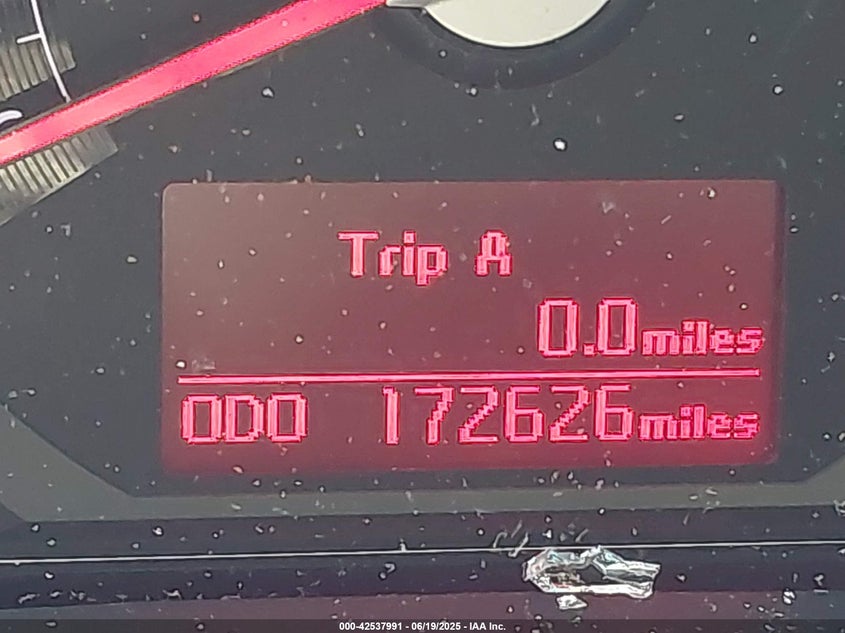 Trip A
0.0miles
ODO 172626miles
000-42537991 - 06/19/2025 - IAA Inc.